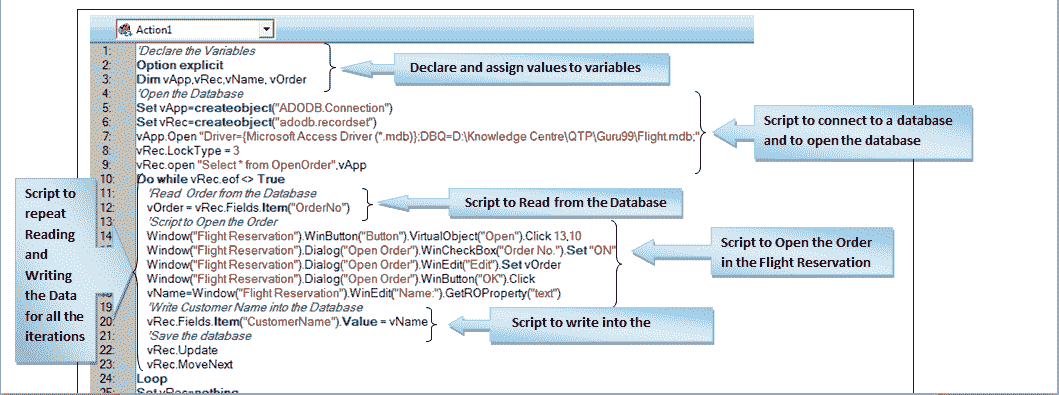 Action1
1: 'Declare the Variables
2: Option explicit
3: Dim vApp,vRec,vName, vOrder
4: 'Open the Database
5: Set vApp=createobject("ADODB.Connection")
6: Set vRec=createobject("adodb.recordset")
7: vApp.Open "Driver={Microsoft Access Driver (*.mdb)};DBQ=D:\Knowledge Centre\QTP\Guru99\Flight.mdb;"
8: vRec.LockType = 3
9: vRec.open "Select * from OpenOrder",vApp
10: Do while vRec.eof <> True
11: 'Read Order from the Database
12: vOrder = vRec.Fields.Item("OrderNo")
13: 'Script to Open the Order
14: Window("Flight Reservation").WinButton("Button").VirtualObject("Open").Click 13,10
Window("Flight Reservation").Dialog("Open Order").WinCheckBox("Order No.").Set "ON"
Window("Flight Reservation").Dialog("Open Order").WinEdit("Edit").Set vOrder
Window("Flight Reservation").Dialog("Open Order").WinButton("OK").Click
vName=Window("Flight Reservation").WinEdit("Name:").GetROProperty("text")
19: 'Write Customer Name into the Database
20: vRec.Fields.Item("CustomerName").Value = vName
21: 'Save the database
22: vRec.Update
23: vRec.MoveNext
24: Loop
25: Set vRec=nothing
Declare and assign values to variables
Script to connect to a database
and to open the database
Script to Read from the Database
Script to Open the Order
in the Flight Reservation
Script to write into the
Script to
repeat
Reading
and
Writing
the Data
for all the
iterations